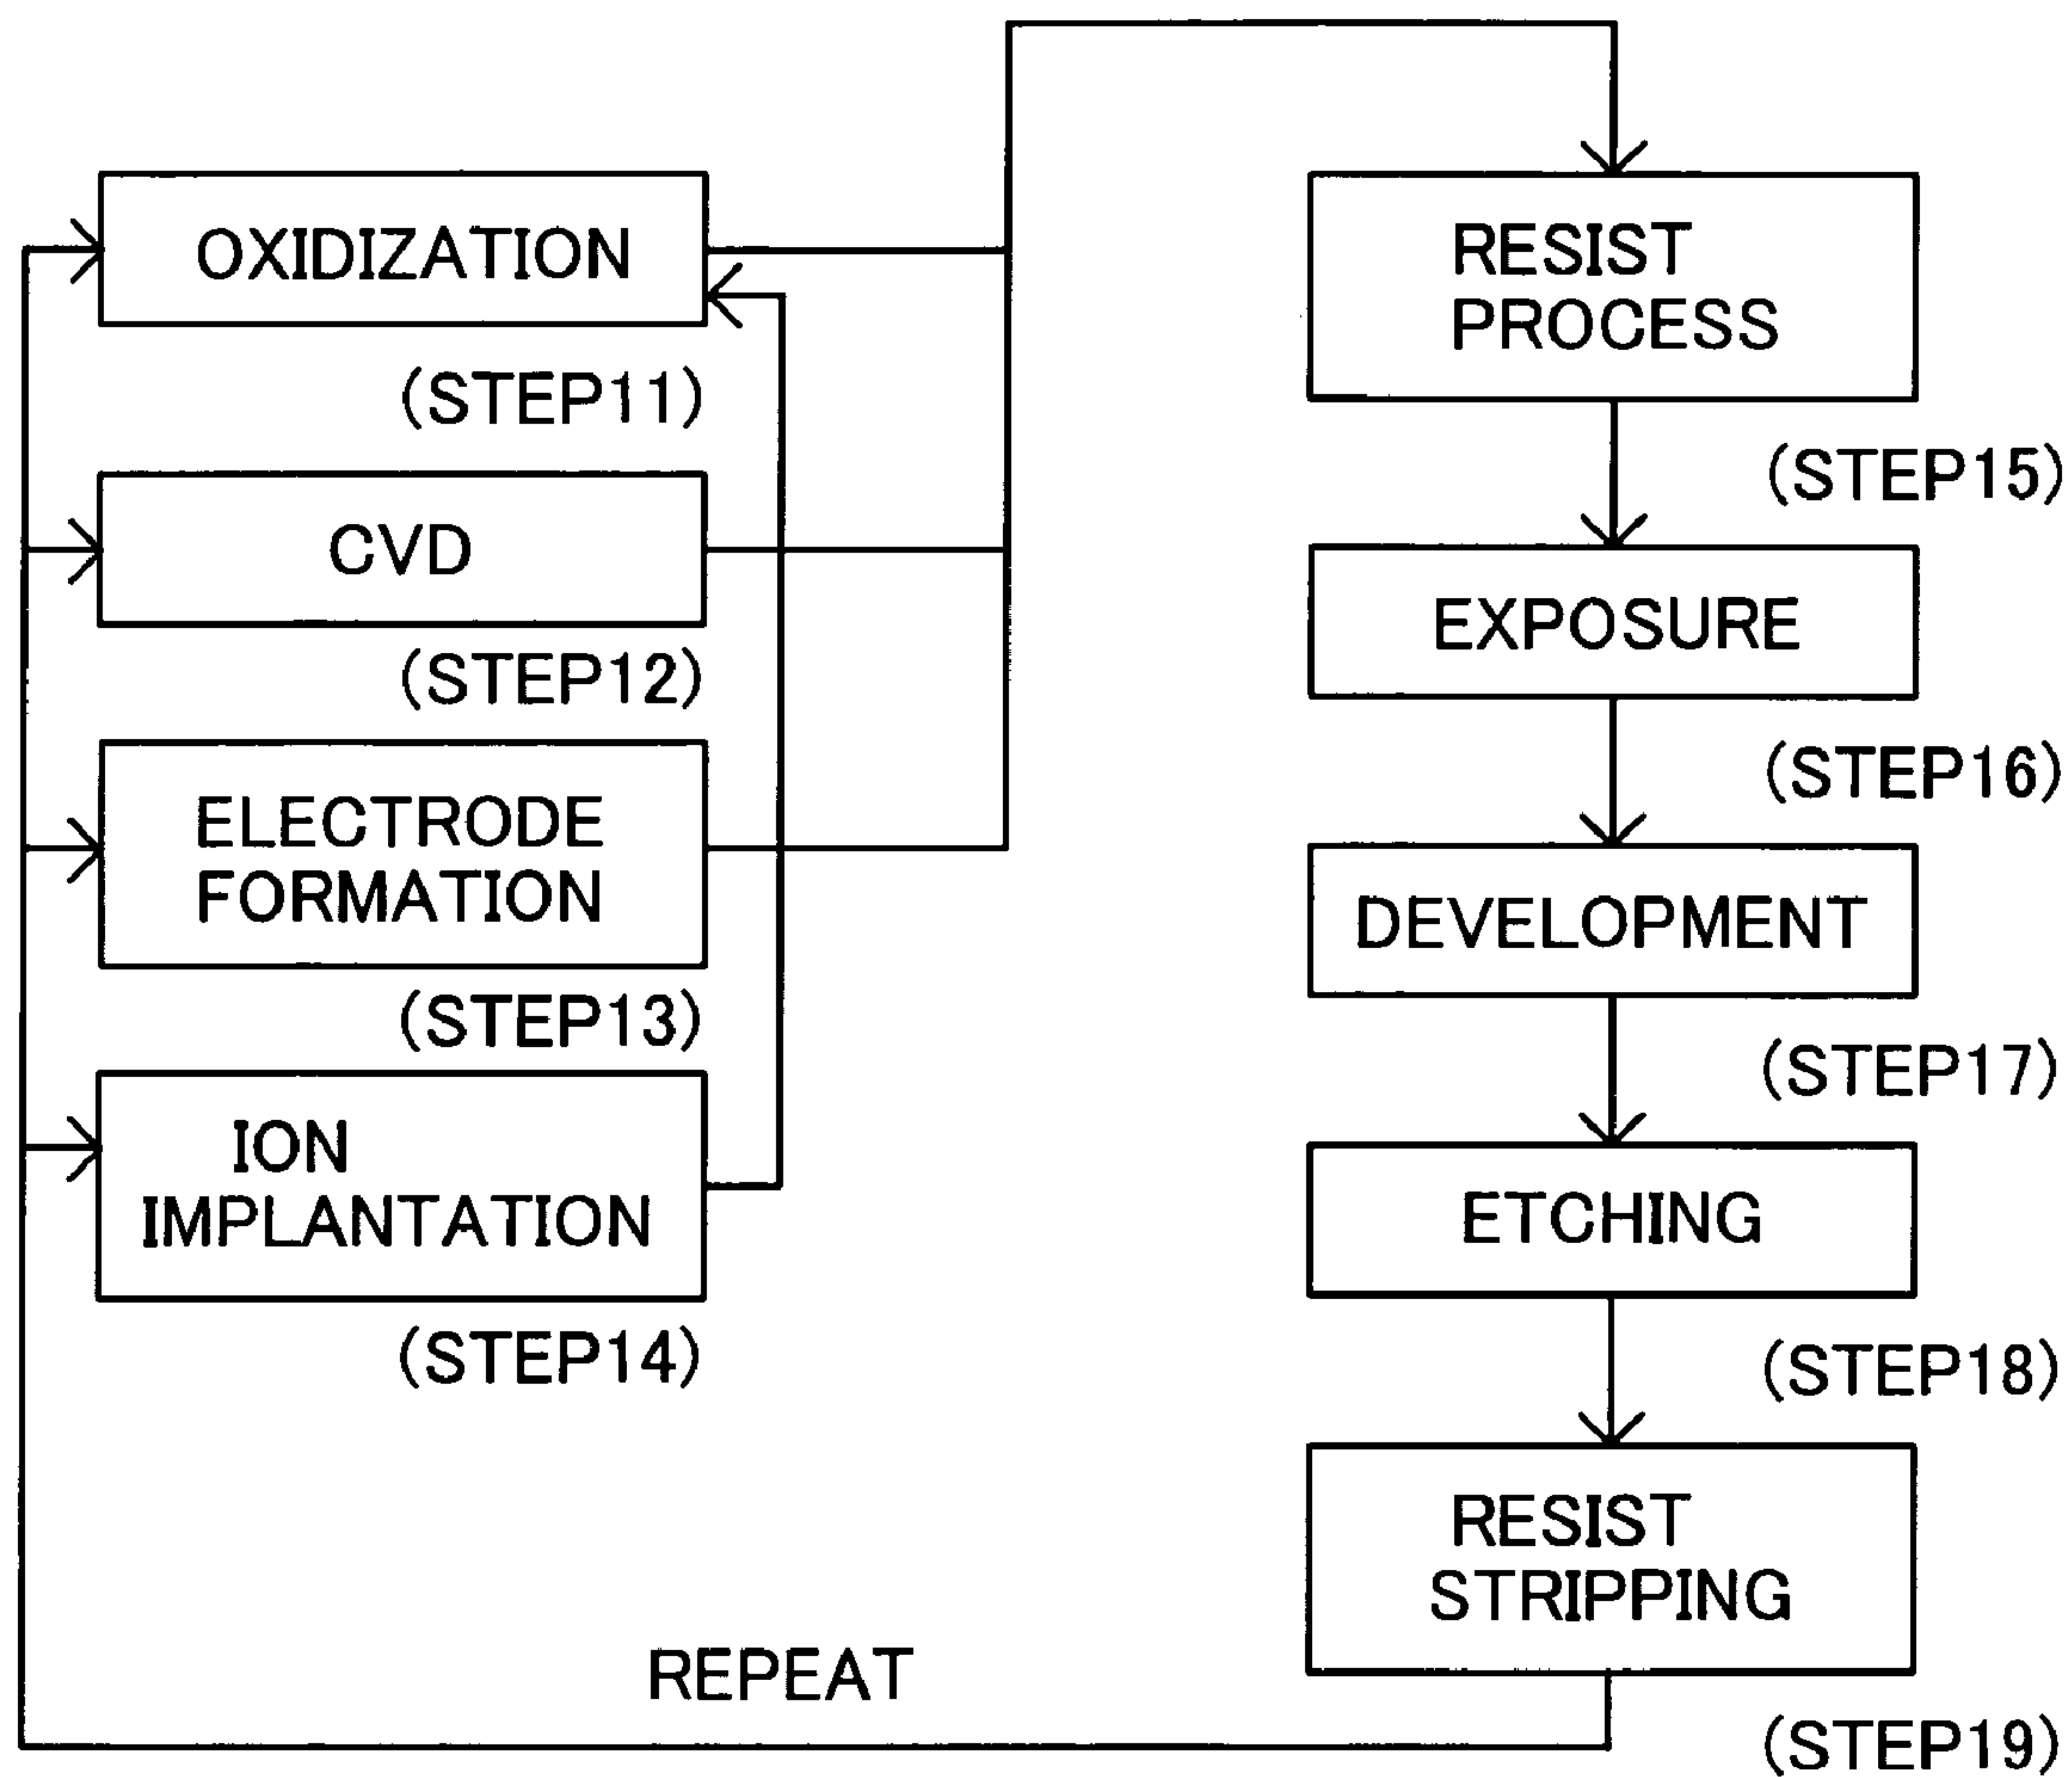 OXIDIZATION
(STEP11)
CVD
(STEP12)
ELECTRODE
FORMATION
(STEP13)
ION
IMPLANTATION
(STEP14)
RESIST
PROCESS
(STEP15)
EXPOSURE
(STEP16)
DEVELOPMENT
(STEP17)
ETCHING
(STEP18)
RESIST
STRIPPING
(STEP19)
REPEAT